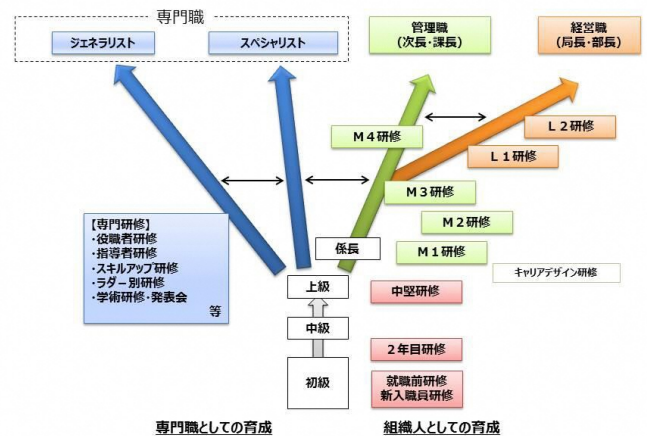 専門職
ジェネラリスト
スペシャリスト
管理職
(次長・課長)
経営職
(局長・部長)
L2研修
M4研修
L1研修
M3研修
【専門研修】
・役職者研修
・指導者研修
・スキルアップ研修
・ラダー別研修
・学術研修・発表会
等
M2研修
係長
M1研修
キャリアデザイン研修
上級
中堅研修
中級
2年目研修
初級
就職前研修
新入職員研修
専門職としての育成
組織人としての育成